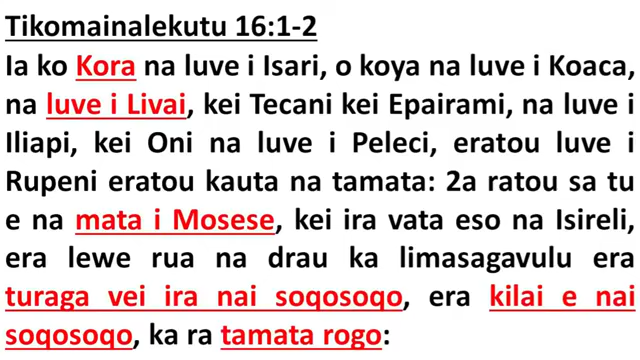 Tikomainalekutu 16:1-2
Ia ko Kora na luve i Isari, o koya na luve i Koaca,
na luve i Livai, kei Tecani kei Epairami, na luve i
Iliapi, kei Oni na luve i Peleci, eratou luve i
Rupeni eratou kauta na tamata: 2a ratou sa tu
e na mata i Mosese, kei ira vata eso na Isireli,
era lewe rua na drau ka limasagavulu era
turaga vei ira nai soqosoqo, era kilai e nai
soqosoqo, ka ra tamata rogo: